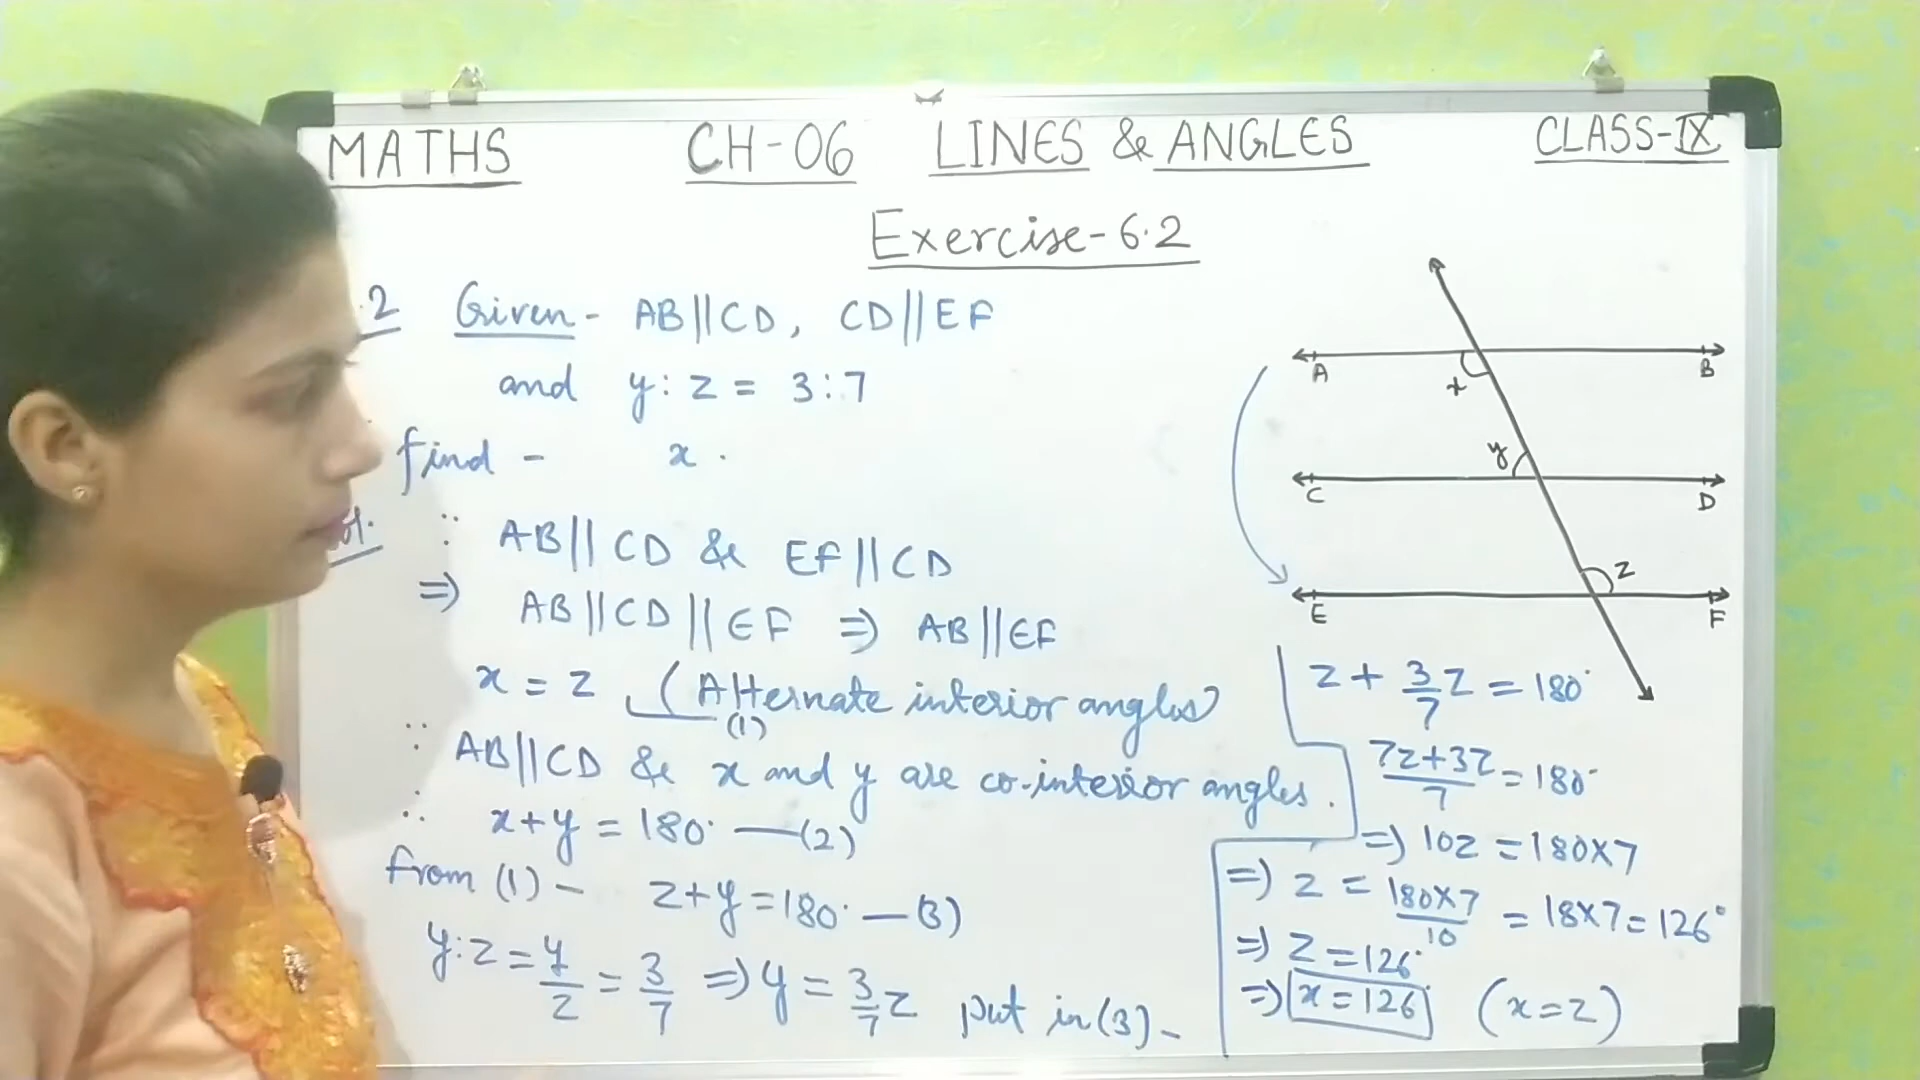 MATHS CH-06 LINES & ANGLES CLASS-IX
Exercise-6.2
.2 Given- AB||CD, CD||EF
and y:z = 3:7
find - x.
∵ AB||CD & EF||CD
=> AB||CD||EF => AB||EF
x = z (Alternate interior angles)
(1)
∵ AB||CD & x and y are co-interior angles.
∴ x+y = 180° —(2)
from (1) - z+y=180° —(3)
y:z = y/z = 3/7 => y = 3/7 z put in (3)-
A B
x
y
C D
z
E F
z + 3/7 z = 180°
7z+3z/7 = 180°
=> 10z = 180×7
=> z = 180×7/10 = 18×7 = 126°
=> z = 126°
=> x = 126 (x=z)